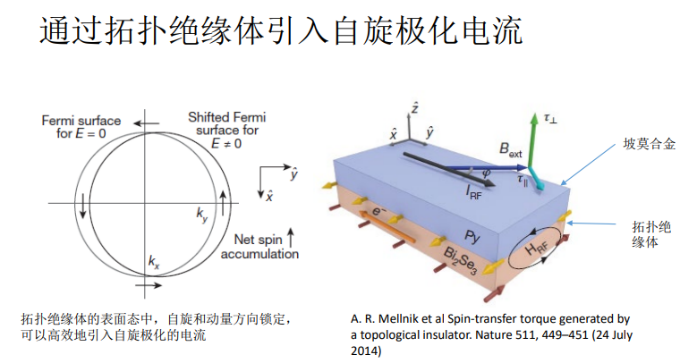 通过拓扑绝缘体引入自旋极化电流
Fermi surface
for E = 0
Shifted Fermi
surface for
E ≠ 0
ŷ
x̂
k_y
k_x
Net spin
accumulation
ẑ
x̂
ŷ
B_ext
τ⊥
φ
τ∥
I_RF
e⁻
Py
Bi₂Se₃
H_RF
坡莫合金
拓扑绝
缘体
拓扑绝缘体的表面态中，自旋和动量方向锁定，
可以高效地引入自旋极化的电流
A. R. Mellnik et al Spin-transfer torque generated by
a topological insulator. Nature 511, 449–451 (24 July
2014)